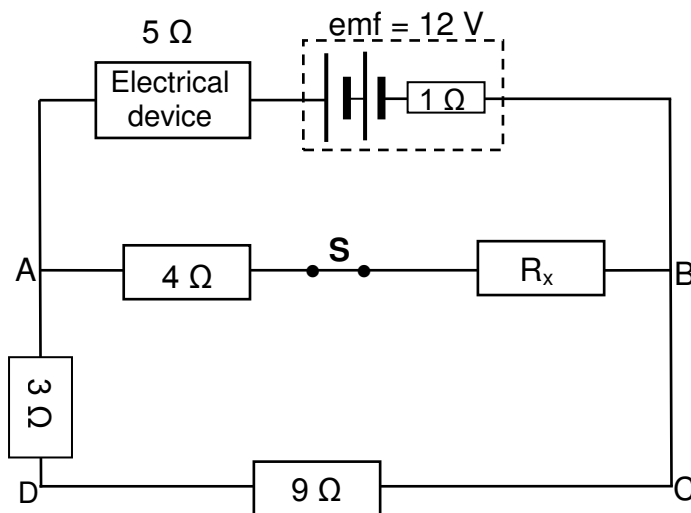 emf = 12 V
5 Ω
Electrical
device
1 Ω
S
A
4 Ω
Rx
B
3 Ω
D
9 Ω
C